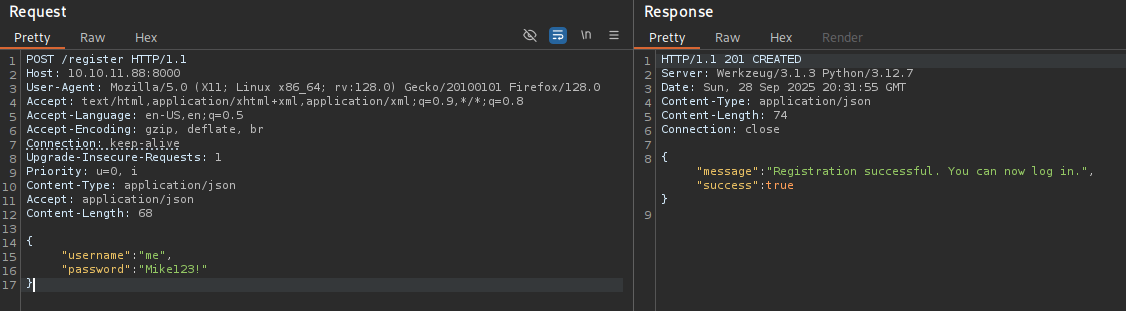 Request
Pretty Raw Hex
\n
1 POST /register HTTP/1.1
2 Host: 10.10.11.88:8000
3 User-Agent: Mozilla/5.0 (X11; Linux x86_64; rv:128.0) Gecko/20100101 Firefox/128.0
4 Accept: text/html,application/xhtml+xml,application/xml;q=0.9,*/*;q=0.8
5 Accept-Language: en-US,en;q=0.5
6 Accept-Encoding: gzip, deflate, br
7 Connection: keep-alive
8 Upgrade-Insecure-Requests: 1
9 Priority: u=0, i
10 Content-Type: application/json
11 Accept: application/json
12 Content-Length: 68
13
14 {
15 "username":"me",
16 "password":"Mike123!"
17 }
Response
Pretty Raw Hex Render
1 HTTP/1.1 201 CREATED
2 Server: Werkzeug/3.1.3 Python/3.12.7
3 Date: Sun, 28 Sep 2025 20:31:55 GMT
4 Content-Type: application/json
5 Content-Length: 74
6 Connection: close
7
8 {
"message":"Registration successful. You can now log in.",
"success":true
}
9